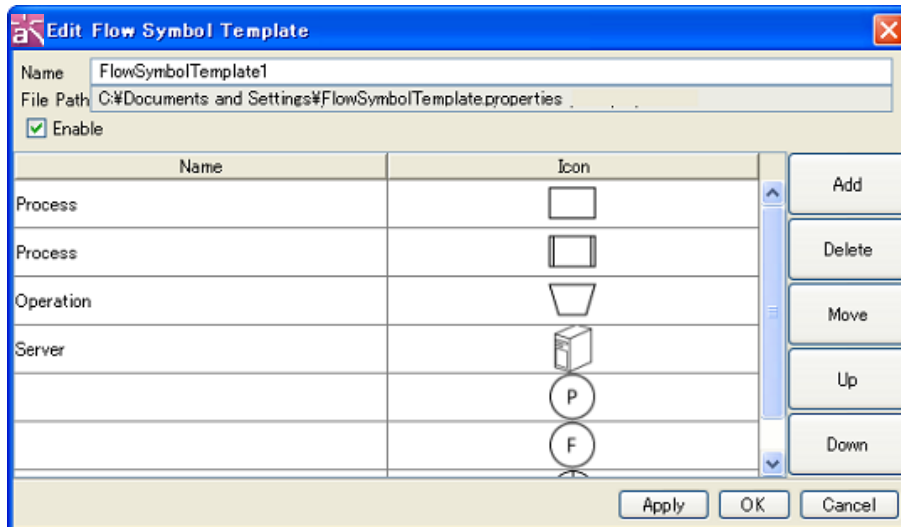 Edit Flow Symbol Template
Name FlowSymbolTemplate1
File Path C:¥Documents and Settings¥FlowSymbolTemplate.properties
Enable
Name Icon
Add
Process
Process
Delete
Operation
Move
Server
Up
P
F
Down
Apply OK Cancel